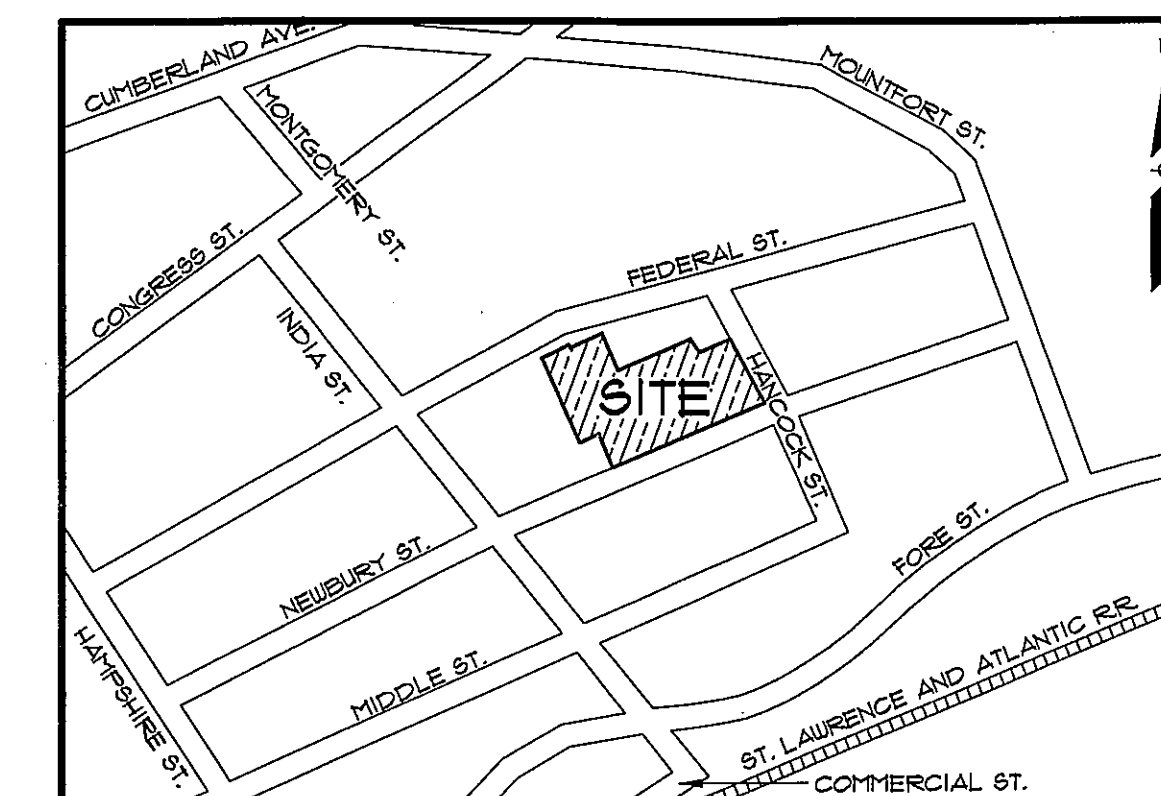 CUMBERLAND AVE.
MOUNTFORT ST.
MONTGOMERY ST.
CONGRESS ST.
FEDERAL ST.
INDIA ST.
SITE
HANCOCK ST.
NEWBURY ST.
FORE ST.
HAMPSHIRE ST.
MIDDLE ST.
ST. LAWRENCE AND ATLANTIC RR
COMMERCIAL ST.